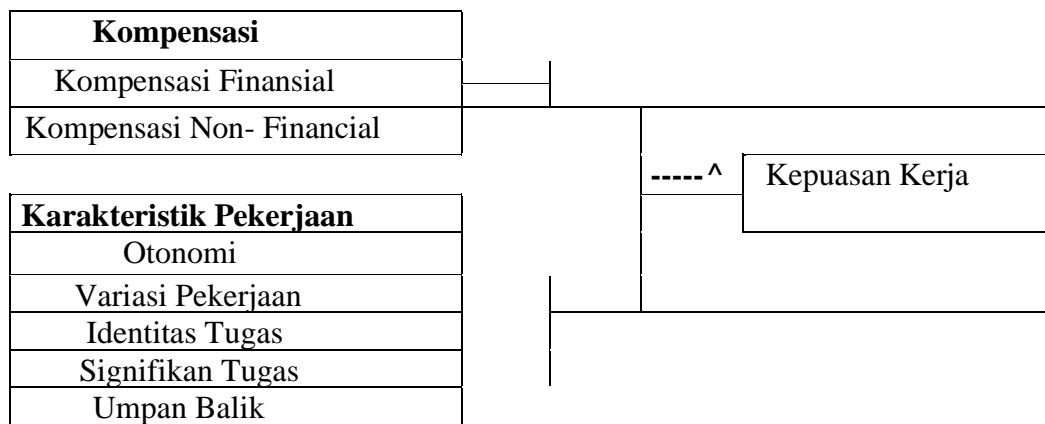 Kompensasi
Kompensasi Finansial
Kompensasi Non- Financial
-----^ Kepuasan Kerja
Karakteristik Pekerjaan
Otonomi
Variasi Pekerjaan
Identitas Tugas
Signifikan Tugas
Umpan Balik